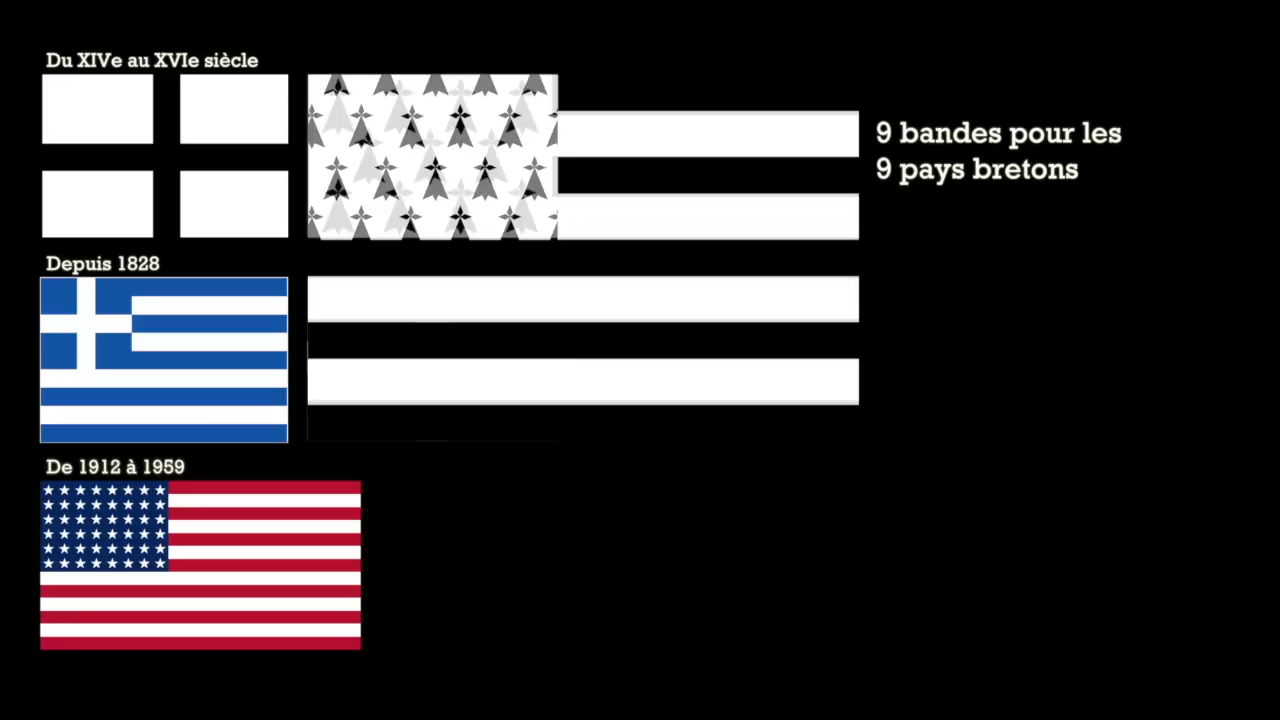 Du XIVe au XVIe siècle
9 bandes pour les
9 pays bretons
Depuis 1828
De 1912 à 1959